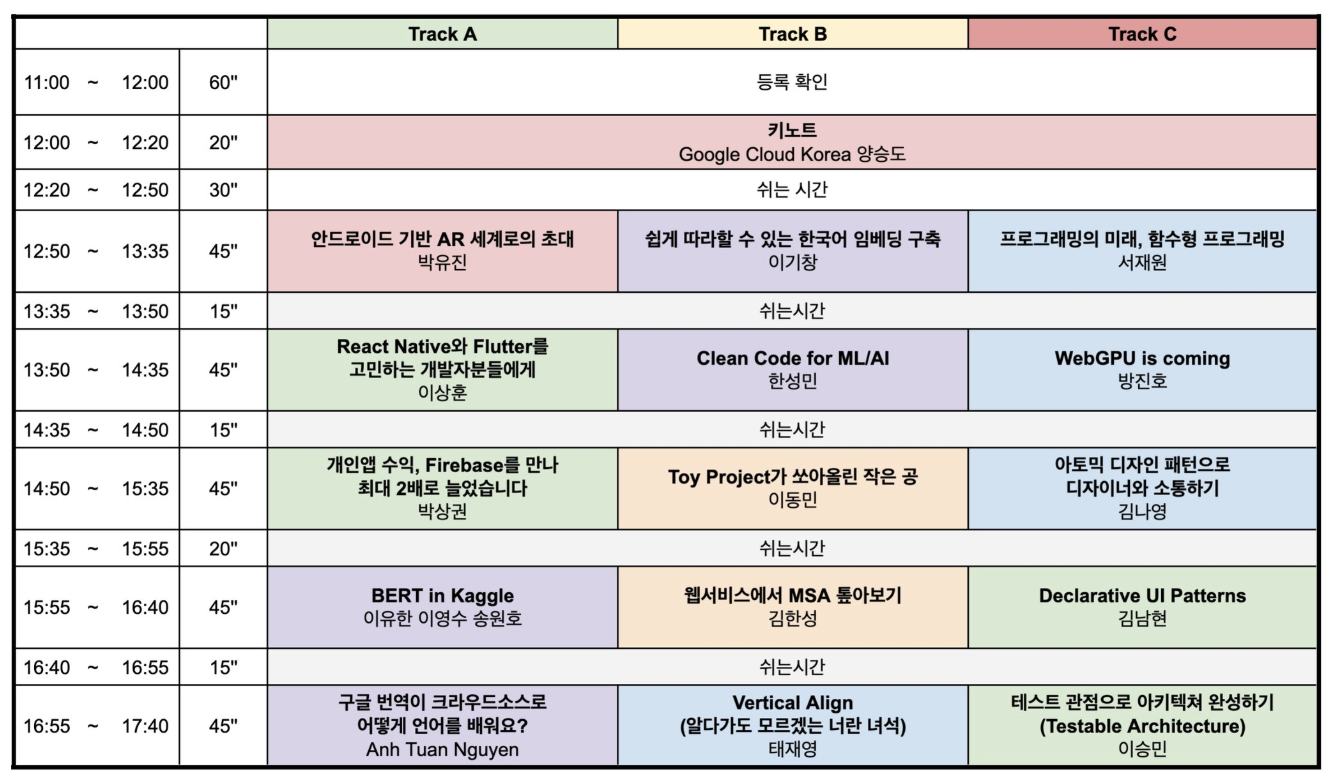 Track A Track B Track C
11:00 ~ 12:00 60" 등록 확인
12:00 ~ 12:20 20" 키노트
Google Cloud Korea 양승도
12:20 ~ 12:50 30" 쉬는 시간
12:50 ~ 13:35 45"
안드로이드 기반 AR 세계로의 초대
박유진
쉽게 따라할 수 있는 한국어 임베딩 구축
이기창
프로그래밍의 미래, 함수형 프로그래밍
서재원
13:35 ~ 13:50 15" 쉬는시간
13:50 ~ 14:35 45"
React Native와 Flutter를
고민하는 개발자분들에게
이상훈
Clean Code for ML/AI
한성민
WebGPU is coming
방진호
14:35 ~ 14:50 15" 쉬는시간
14:50 ~ 15:35 45"
개인앱 수익, Firebase를 만나
최대 2배로 늘었습니다
박상권
Toy Project가 쏘아올린 작은 공
이동민
아토믹 디자인 패턴으로
디자이너와 소통하기
김나영
15:35 ~ 15:55 20" 쉬는시간
15:55 ~ 16:40 45"
BERT in Kaggle
이유한 이영수 송원호
웹서비스에서 MSA 톺아보기
김한성
Declarative UI Patterns
김남현
16:40 ~ 16:55 15" 쉬는시간
16:55 ~ 17:40 45"
구글 번역이 크라우드소스로
어떻게 언어를 배워요?
Anh Tuan Nguyen
Vertical Align
(알다가도 모르겠는 너란 녀석)
태재영
테스트 관점으로 아키텍쳐 완성하기
(Testable Architecture)
이승민